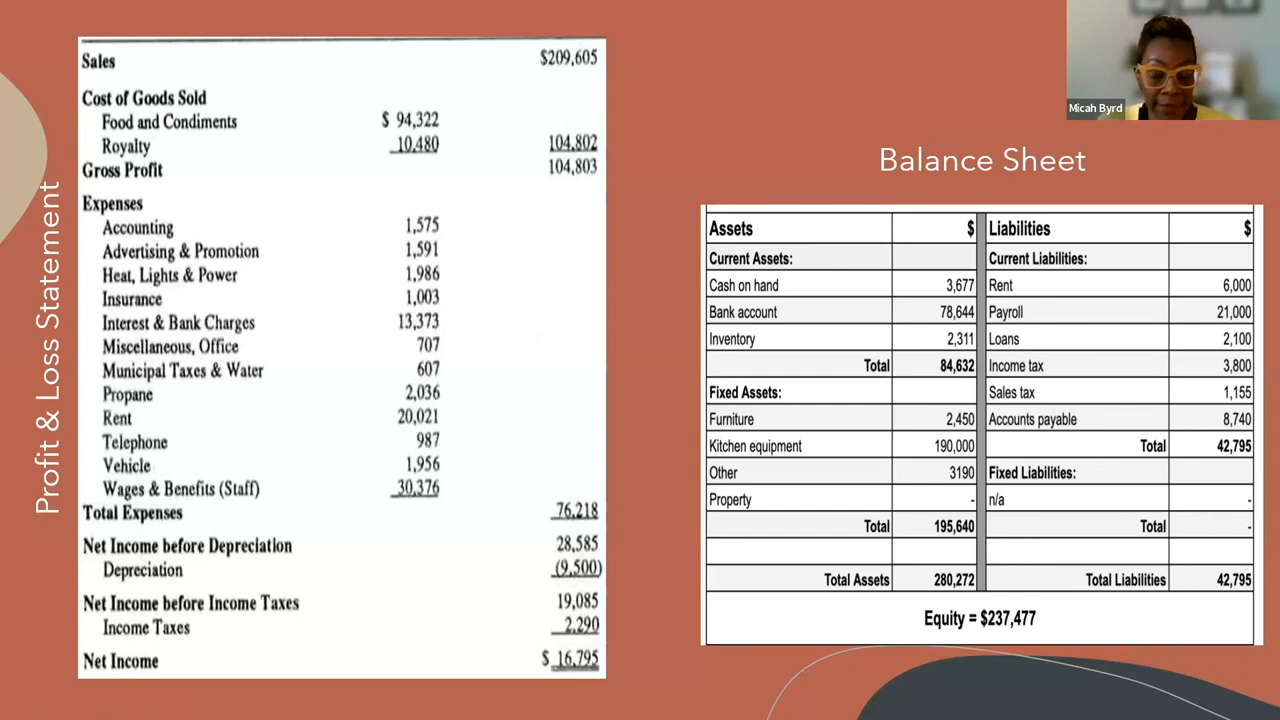 Profit & Loss Statement
Sales $209,605
Cost of Goods Sold
Food and Condiments $ 94,322
Royalty 10,480 104,802
Gross Profit 104,803
Expenses
Accounting 1,575
Advertising & Promotion 1,591
Heat, Lights & Power 1,986
Insurance 1,003
Interest & Bank Charges 13,373
Miscellaneous, Office 707
Municipal Taxes & Water 607
Propane 2,036
Rent 20,021
Telephone 987
Vehicle 1,956
Wages & Benefits (Staff) 30,376
Total Expenses 76,218
Net Income before Depreciation 28,585
Depreciation (9,500)
Net Income before Income Taxes 19,085
Income Taxes 2,290
Net Income $ 16,795
Micah Byrd
Balance Sheet
Assets $ Liabilities $
Current Assets: Current Liabilities:
Cash on hand 3,677 Rent 6,000
Bank account 78,644 Payroll 21,000
Inventory 2,311 Loans 2,100
Total 84,632 Income tax 3,800
Fixed Assets: Sales tax 1,155
Furniture 2,450 Accounts payable 8,740
Kitchen equipment 190,000 Total 42,795
Other 3190 Fixed Liabilities:
Property - n/a -
Total 195,640 Total -
Total Assets 280,272 Total Liabilities 42,795
Equity = $237,477